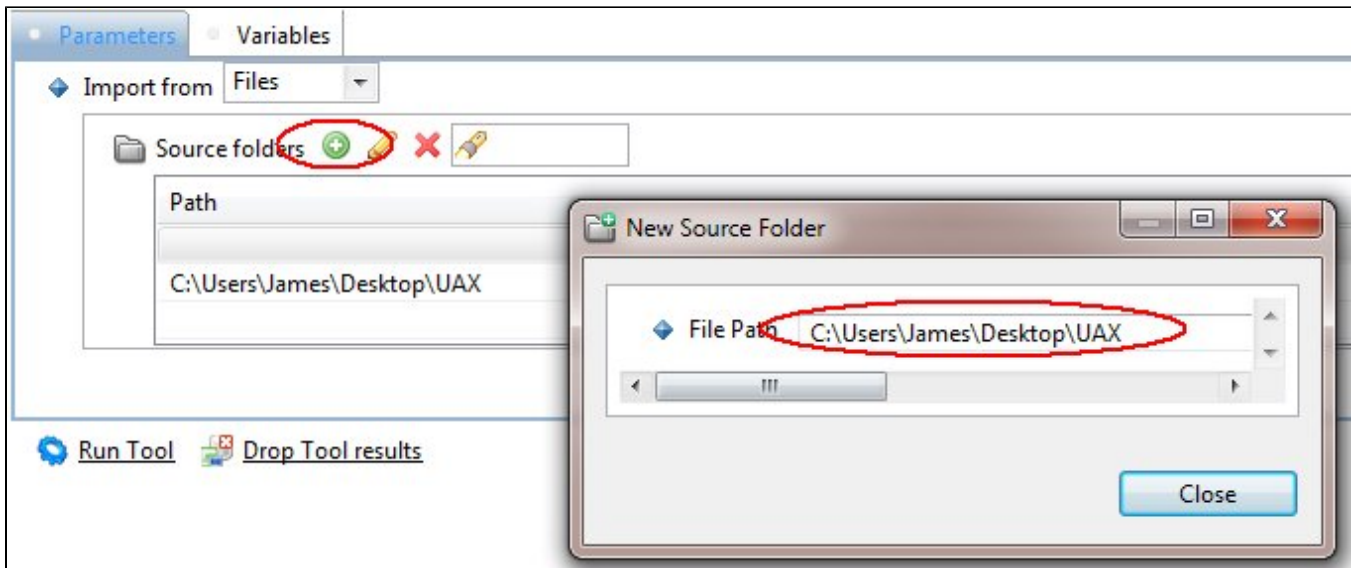 Parameters Variables
Import from Files
Source folders
Path
C:\Users\James\Desktop\UAX
New Source Folder
File Path C:\Users\James\Desktop\UAX
Close
Run Tool Drop Tool results